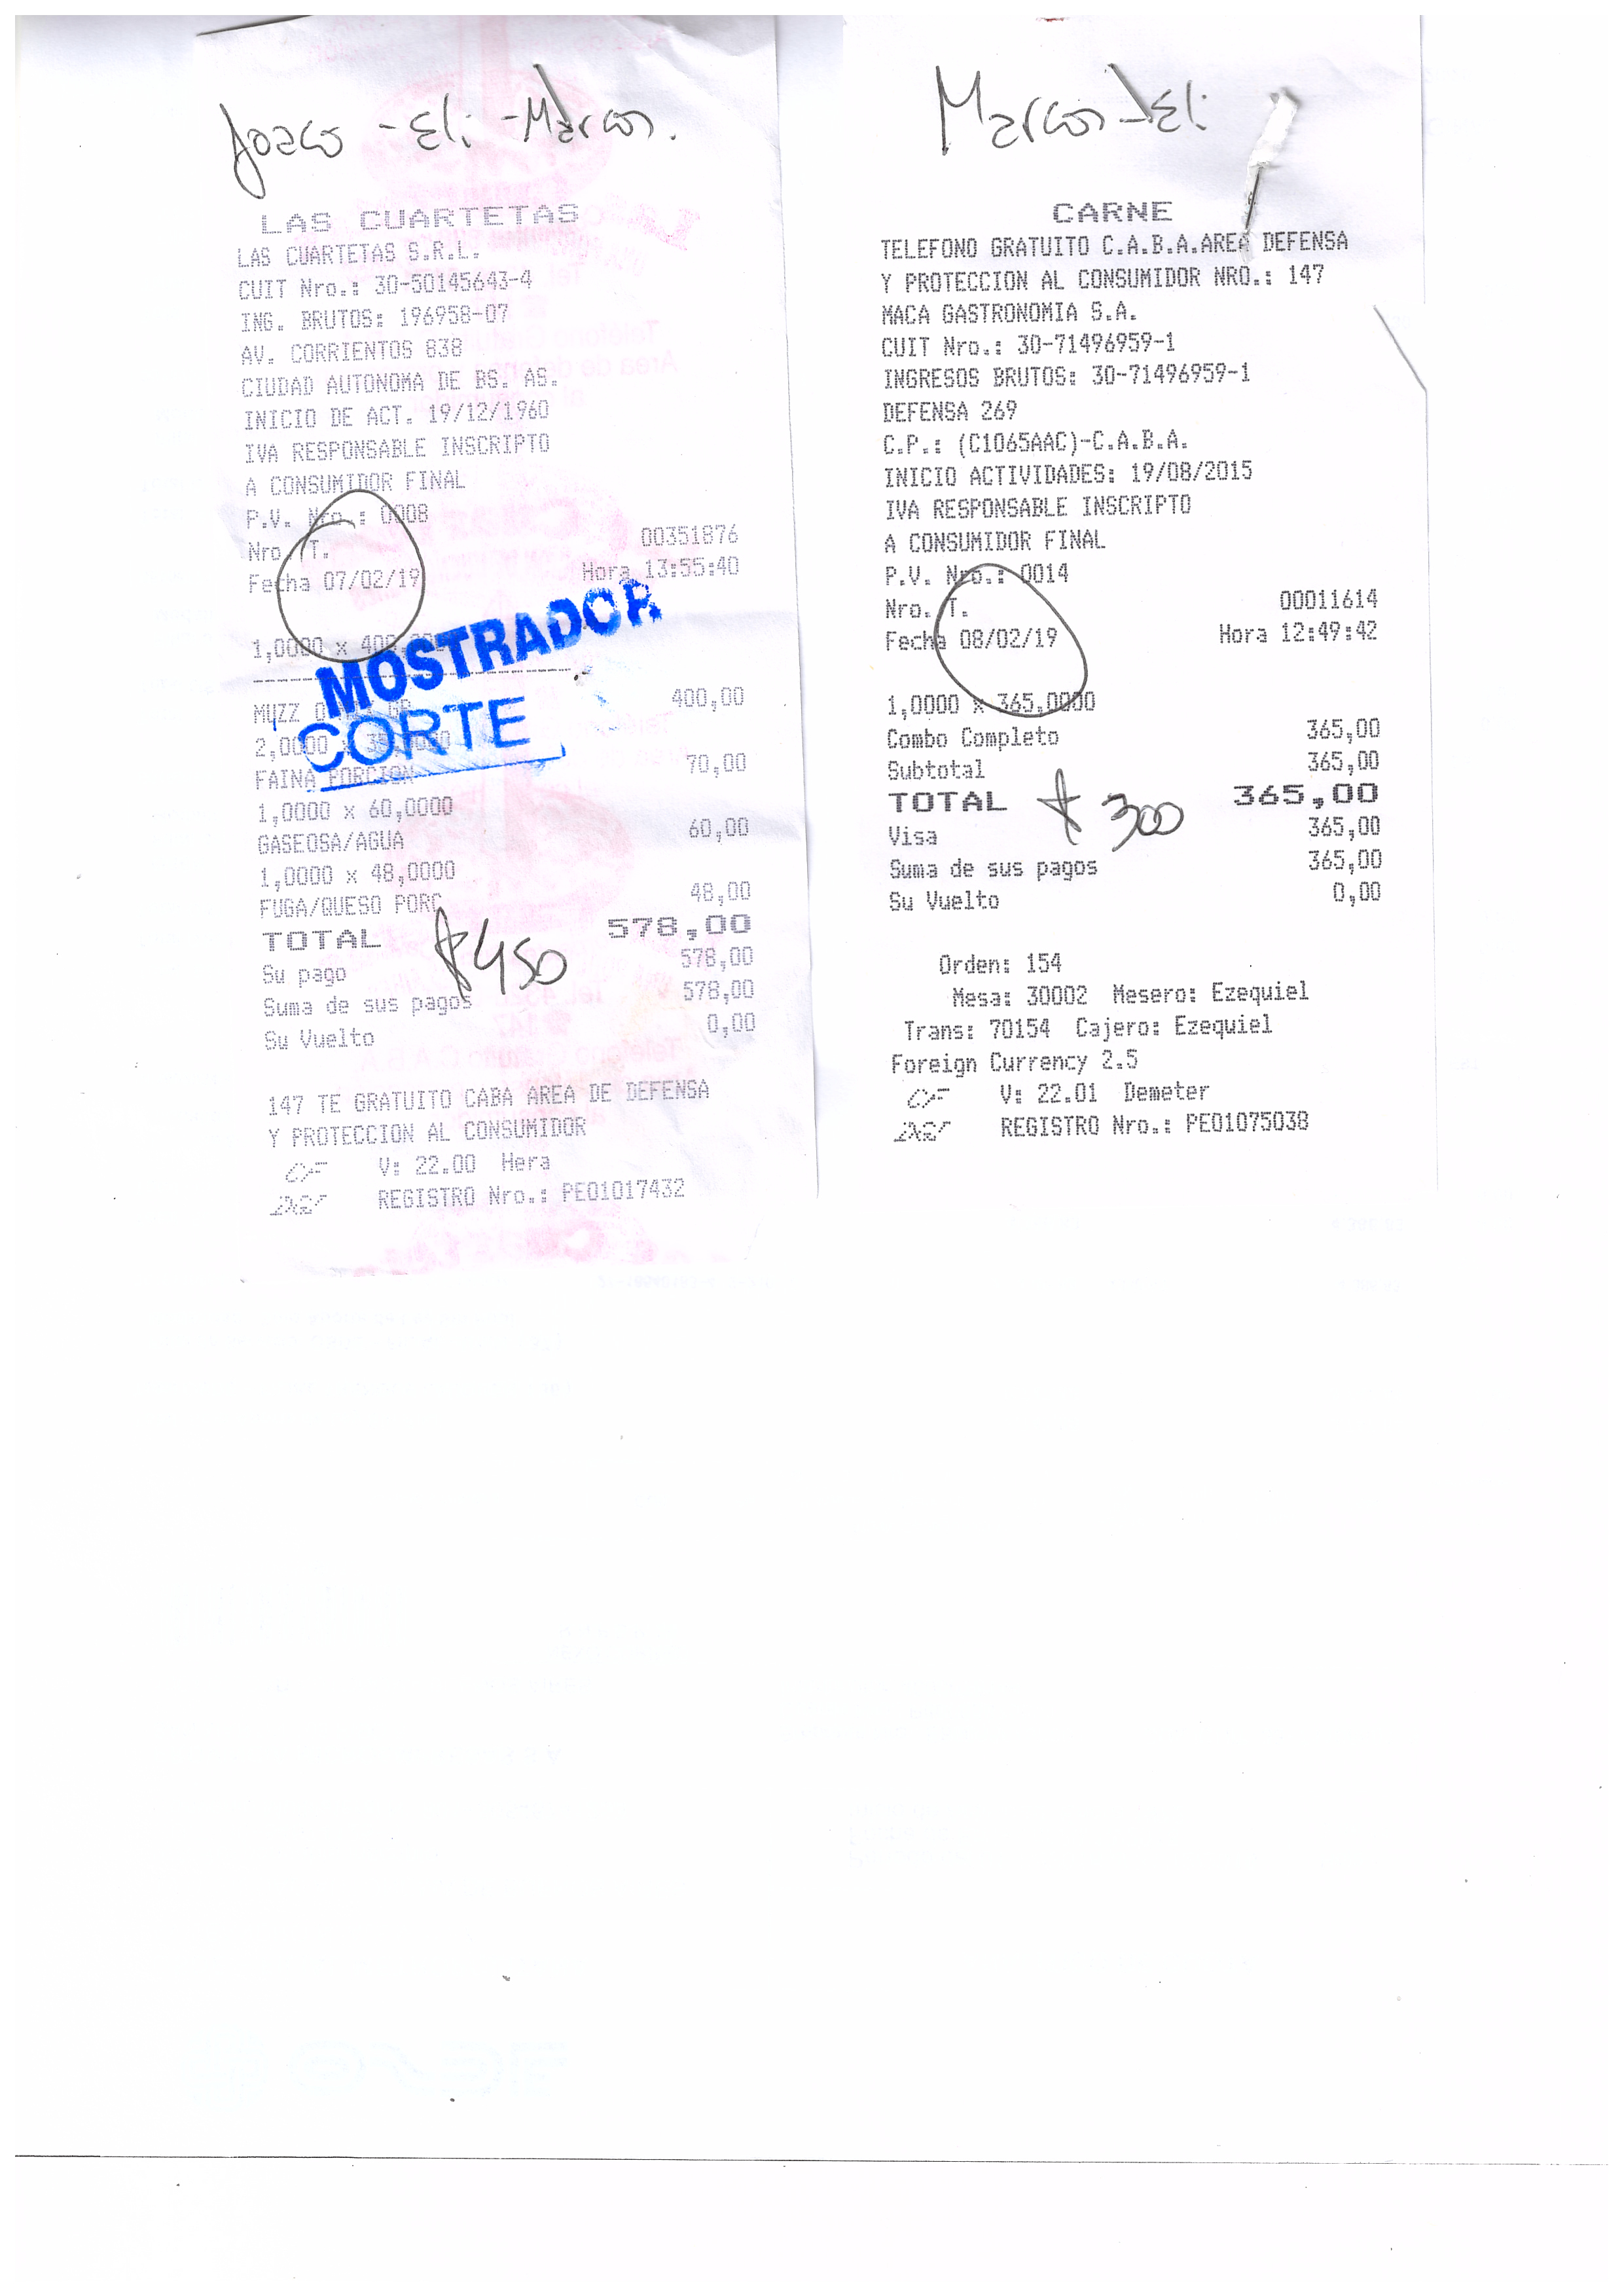 Joaco - Eli - Marcos.
LAS CUARTETAS
LAS CUARTETAS S.R.L.
CUIT Nro.: 30-50145643-4
ING. BRUTOS: 196958-07
AV. CORRIENTOS 838
CIUDAD AUTONOMA DE BS. AS.
INICIO DE ACT. 19/12/1960
IVA RESPONSABLE INSCRIPTO
A CONSUMIDOR FINAL
P.V. Nro.: 0008
Nro. T. 00351876
Fecha 07/02/19 Hora 13:55:40
1,0000 x
MOSTRADOR
MUZZ 400,00
CORTE
2,0000 x
FAINA PORCION 70,00
1,0000 x 60,0000
GASEOSA/AGUA 60,00
1,0000 x 48,0000
FUGA/QUESO PORC 48,00
TOTAL 578,00
$450
Su pago 578,00
Suma de sus pagos 578,00
Su Vuelto 0,00
147 TE GRATUITO CABA AREA DE DEFENSA
Y PROTECCION AL CONSUMIDOR
CF V: 22.00 Hera
DGI REGISTRO Nro.: PE01017432
Marcos - Eli
CARNE
TELEFONO GRATUITO C.A.B.A.AREA DEFENSA
Y PROTECCION AL CONSUMIDOR NRO.: 147
MACA GASTRONOMIA S.A.
CUIT Nro.: 30-71496959-1
INGRESOS BRUTOS: 30-71496959-1
DEFENSA 269
C.P.: (C1065AAC)-C.A.B.A.
INICIO ACTIVIDADES: 19/08/2015
IVA RESPONSABLE INSCRIPTO
A CONSUMIDOR FINAL
P.V. Nro.: 0014
Nro. T. 00011614
Fecha 08/02/19 Hora 12:49:42
1,0000 x 365,0000
Combo Completo 365,00
Subtotal 365,00
TOTAL $ 300 365,00
Visa 365,00
Suma de sus pagos 365,00
Su Vuelto 0,00
Orden: 154
Mesa: 30002 Mesero: Ezequiel
Trans: 70154 Cajero: Ezequiel
Foreign Currency 2.5
CF V: 22.01 Demeter
DGI REGISTRO Nro.: PE01075038